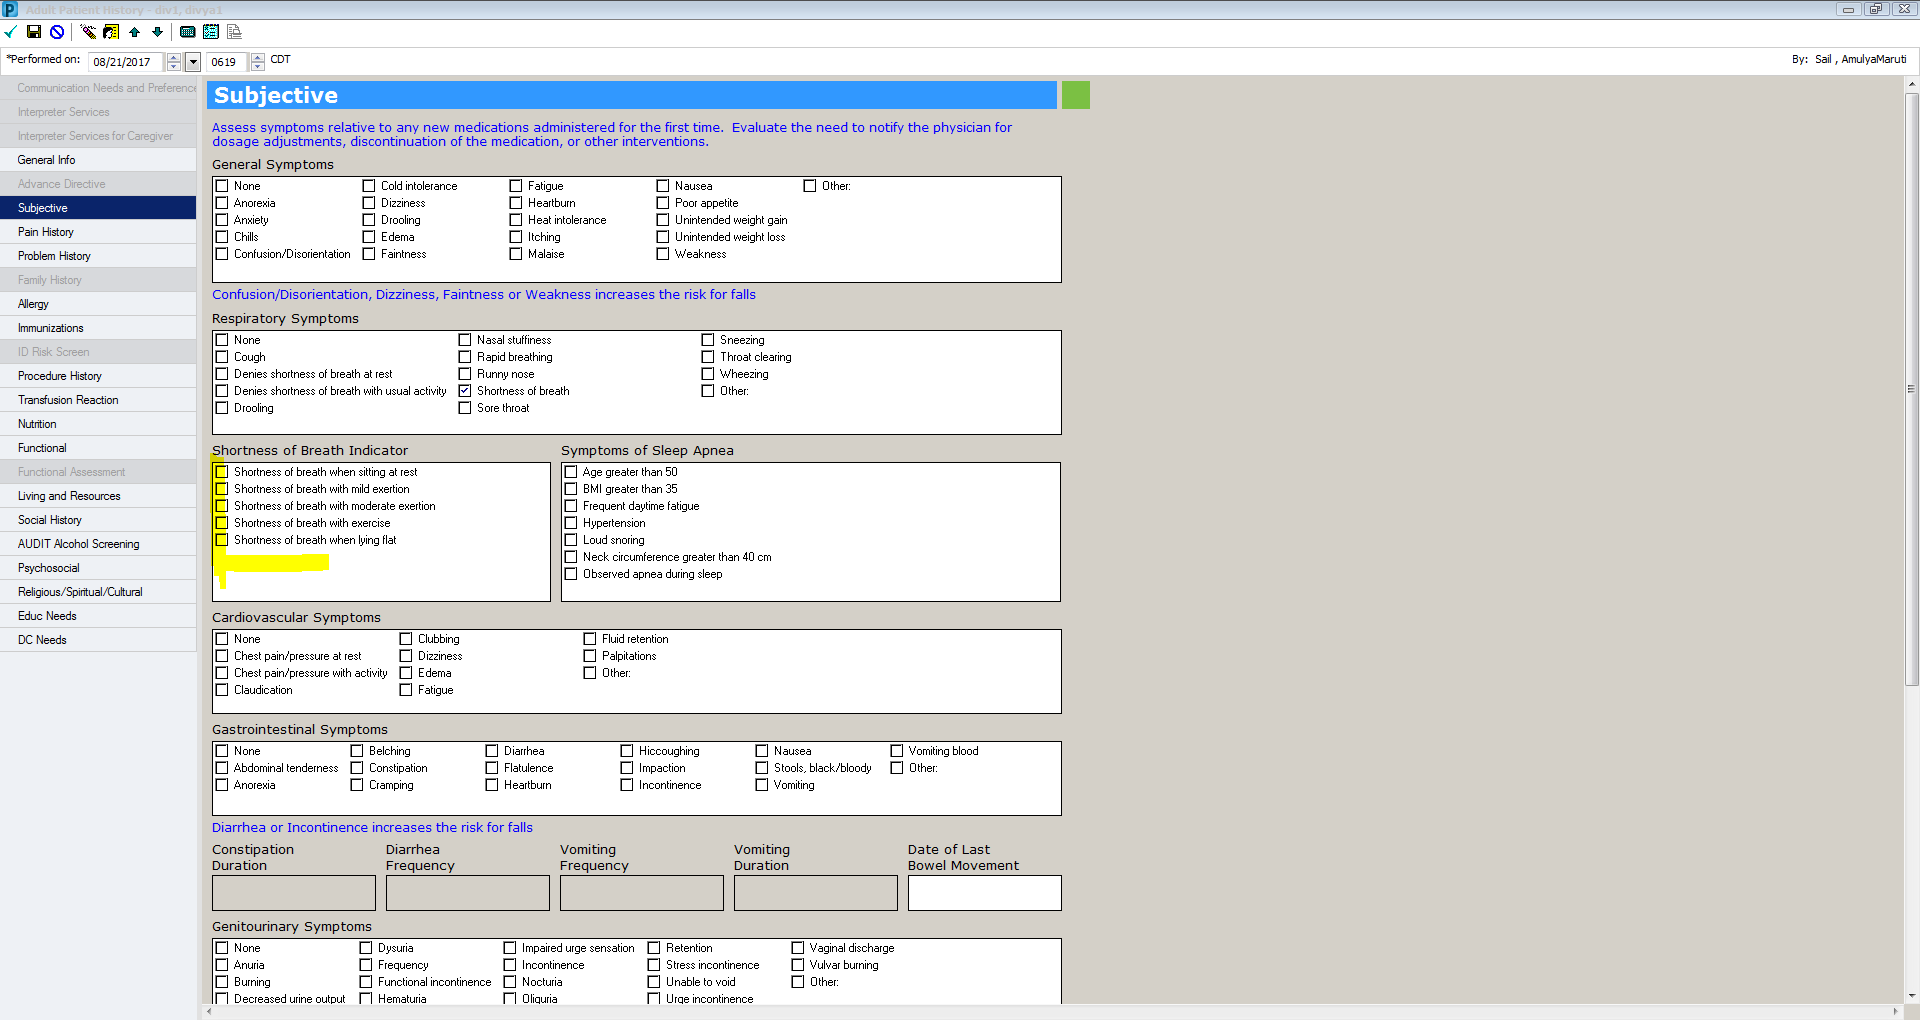 Adult Patient History - div1, divya1
*Performed on: 08/21/2017 0619 CDT By: Sail , AmulyaMaruti
Communication Needs and Preference
Interpreter Services
Interpreter Services for Caregiver
General Info
Advance Directive
Subjective
Pain History
Problem History
Family History
Allergy
Immunizations
ID Risk Screen
Procedure History
Transfusion Reaction
Nutrition
Functional
Functional Assessment
Living and Resources
Social History
AUDIT Alcohol Screening
Psychosocial
Religious/Spiritual/Cultural
Educ Needs
DC Needs
Subjective
Assess symptoms relative to any new medications administered for the first time. Evaluate the need to notify the physician for
dosage adjustments, discontinuation of the medication, or other interventions.
General Symptoms
None Cold intolerance Fatigue Nausea Other:
Anorexia Dizziness Heartburn Poor appetite
Anxiety Drooling Heat intolerance Unintended weight gain
Chills Edema Itching Unintended weight loss
Confusion/Disorientation Faintness Malaise Weakness
Confusion/Disorientation, Dizziness, Faintness or Weakness increases the risk for falls
Respiratory Symptoms
None Nasal stuffiness Sneezing
Cough Rapid breathing Throat clearing
Denies shortness of breath at rest Runny nose Wheezing
Denies shortness of breath with usual activity Shortness of breath Other:
Drooling Sore throat
Shortness of Breath Indicator
Shortness of breath when sitting at rest
Shortness of breath with mild exertion
Shortness of breath with moderate exertion
Shortness of breath with exercise
Shortness of breath when lying flat
Symptoms of Sleep Apnea
Age greater than 50
BMI greater than 35
Frequent daytime fatigue
Hypertension
Loud snoring
Neck circumference greater than 40 cm
Observed apnea during sleep
Cardiovascular Symptoms
None Clubbing Fluid retention
Chest pain/pressure at rest Dizziness Palpitations
Chest pain/pressure with activity Edema Other:
Claudication Fatigue
Gastrointestinal Symptoms
None Belching Diarrhea Hiccoughing Nausea Vomiting blood
Abdominal tenderness Constipation Flatulence Impaction Stools, black/bloody Other:
Anorexia Cramping Heartburn Incontinence Vomiting
Diarrhea or Incontinence increases the risk for falls
Constipation Diarrhea Vomiting Vomiting Date of Last
Duration Frequency Frequency Duration Bowel Movement
Genitourinary Symptoms
None Dysuria Impaired urge sensation Retention Vaginal discharge
Anuria Frequency Incontinence Stress incontinence Vulvar burning
Burning Functional incontinence Nocturia Unable to void Other:
Decreased urine output Hematuria Oliguria Urge incontinence